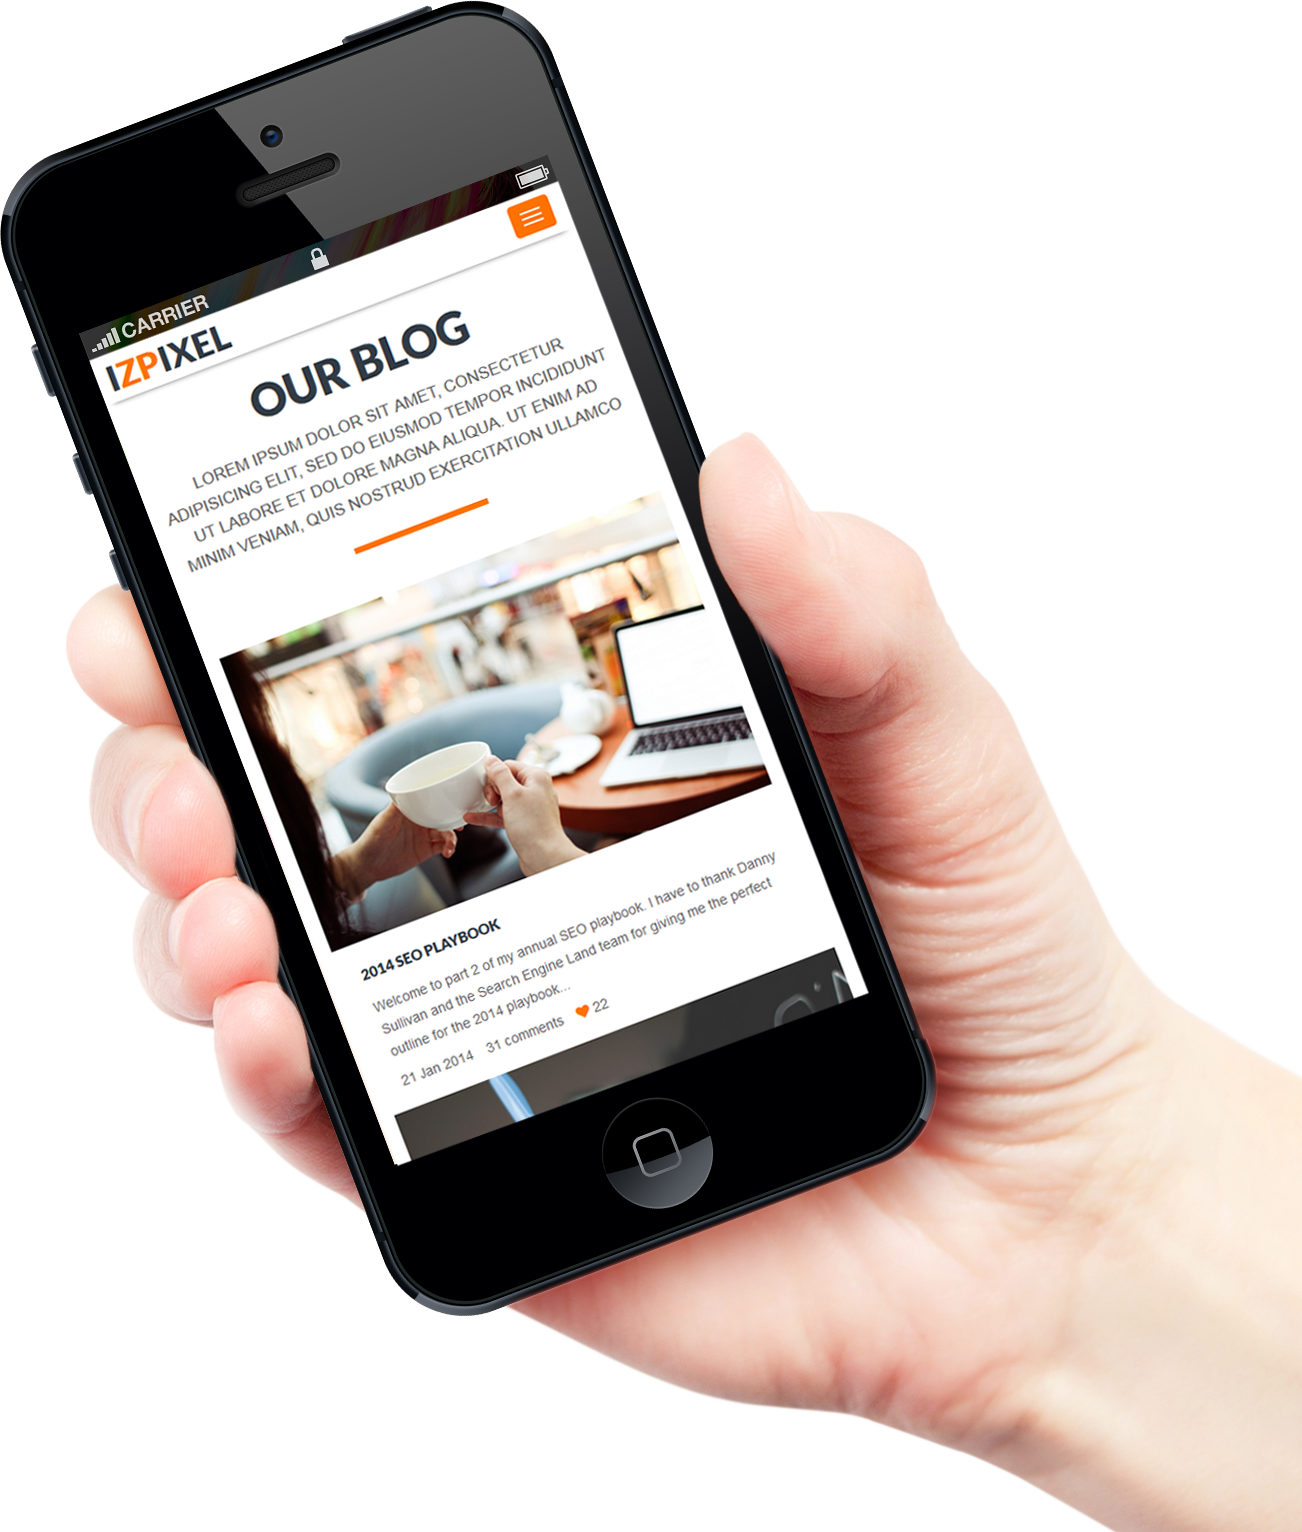 CARRIER
IZPIXEL
OUR BLOG
LOREM IPSUM DOLOR SIT AMET, CONSECTETUR
ADIPISICING ELIT, SED DO EIUSMOD TEMPOR INCIDIDUNT
UT LABORE ET DOLORE MAGNA ALIQUA. UT ENIM AD
MINIM VENIAM, QUIS NOSTRUD EXERCITATION ULLAMCO
2014 SEO PLAYBOOK
Welcome to part 2 of my annual SEO playbook. I have to thank Danny
Sullivan and the Search Engine Land team for giving me the perfect
outline for the 2014 playbook...
21 Jan 2014 31 comments 22